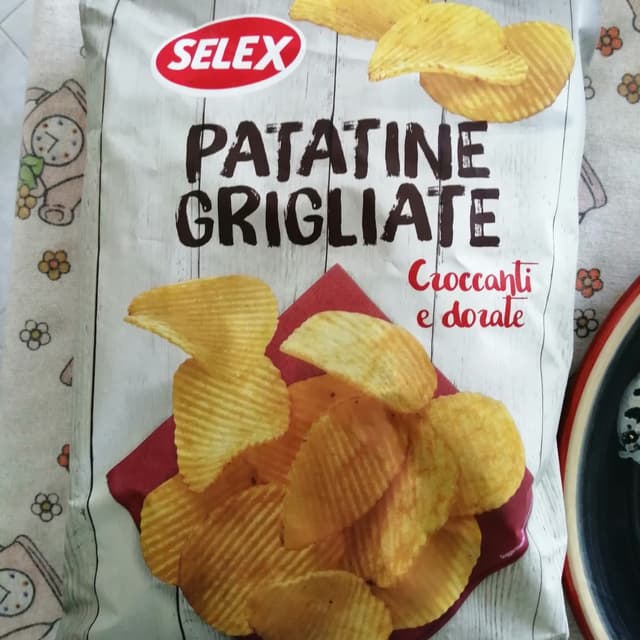 SELEX
PATATINE
GRIGLIATE
Croccanti
e dorate